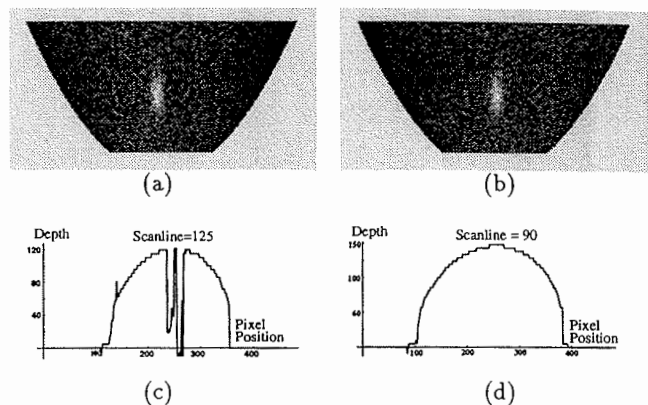 (a)
(b)
Depth
Scanline=125
120
80
40
Pixel
Position
200
300
400
(c)
Depth
Scanline = 90
150
100
60
Pixel
Position
100
200
300
400
(d)